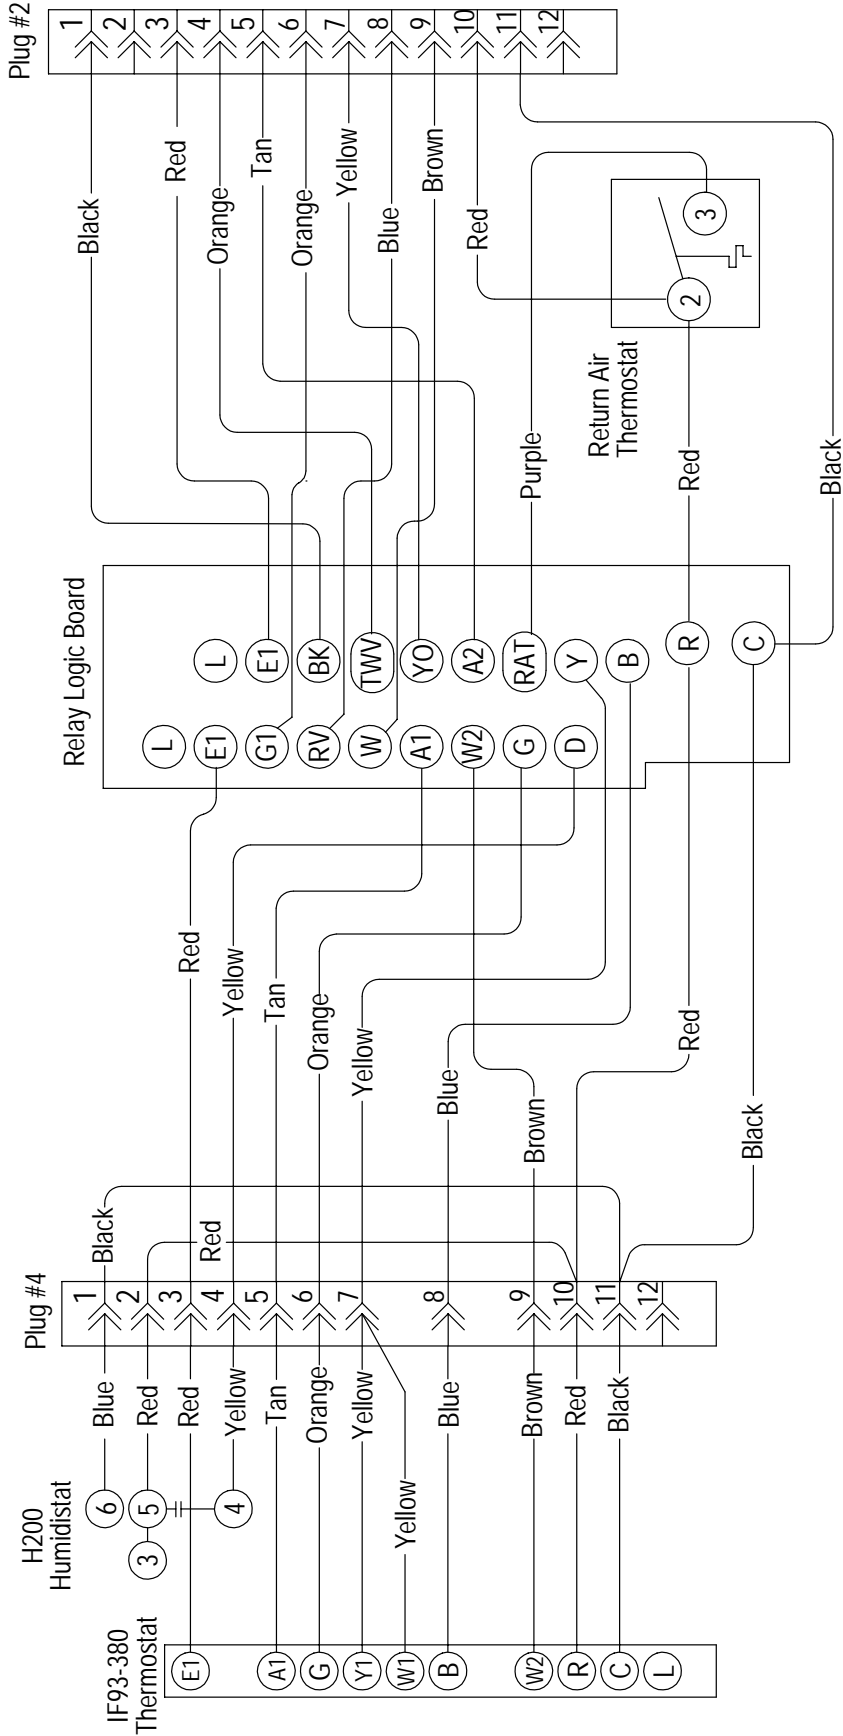 Plug #2
1
2
3
4
5
6
7
8
9
10
11
12
Black
Red
Orange
Tan
Orange
Yellow
Blue
Brown
Red
Purple
2
3
Return Air
Thermostat
Red
Black
Relay Logic Board
L
E1
BK
TWV
YO
A2
RAT
Y
B
R
C
L
E1
G1
RV
W
A1
W2
G
D
Red
Yellow
Tan
Orange
Yellow
Blue
Brown
Red
Black
Black
Red
Plug #4
1
2
3
4
5
6
7
8
9
10
11
12
Blue
Red
Red
Yellow
Tan
Orange
Yellow
Yellow
Blue
Brown
Red
Black
H200
Humidistat
6
5
3
4
IF93-380
Thermostat
E1
A1
G
Y1
W1
B
W2
R
C
L